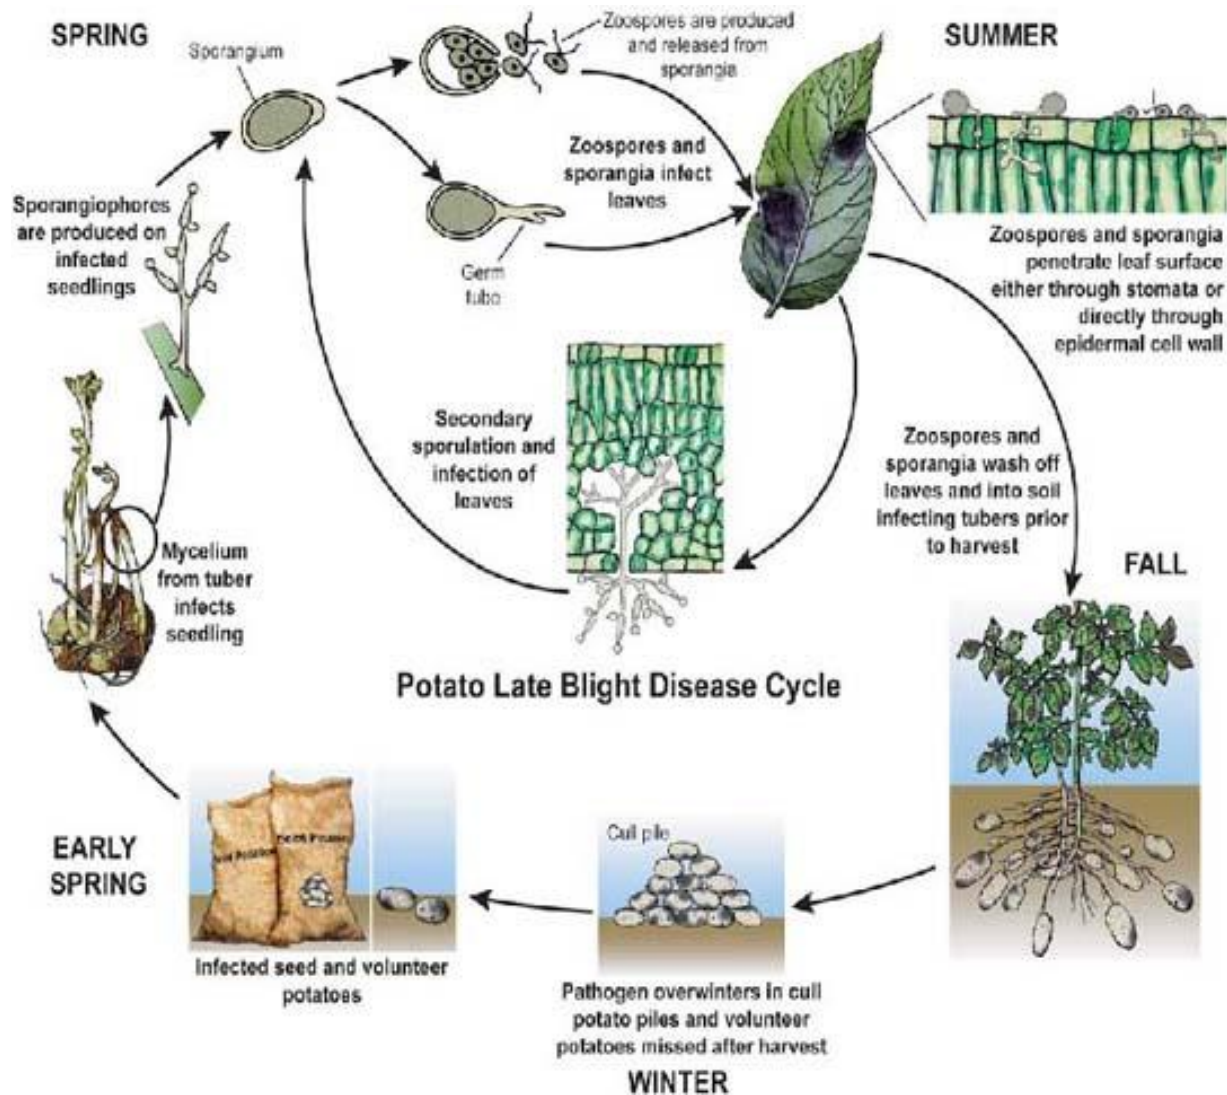 SPRING
Sporangium
Zoospores are produced
and released from
sporangia
SUMMER
Zoospores and
sporangia infect
leaves
Sporangiophores
are produced on
infected
seedlings
Germ
tube
Zoospores and sporangia
penetrate leaf surface
either through stomata or
directly through
epidermal cell wall
Secondary
sporulation and
infection of
leaves
Zoospores and
sporangia wash off
leaves and into soil
infecting tubers prior
to harvest
Mycelium
from tuber
infects
seedling
FALL
Potato Late Blight Disease Cycle
EARLY
SPRING
Infected seed and volunteer
potatoes
Cull pile
Pathogen overwinters in cull
potato piles and volunteer
potatoes missed after harvest
WINTER